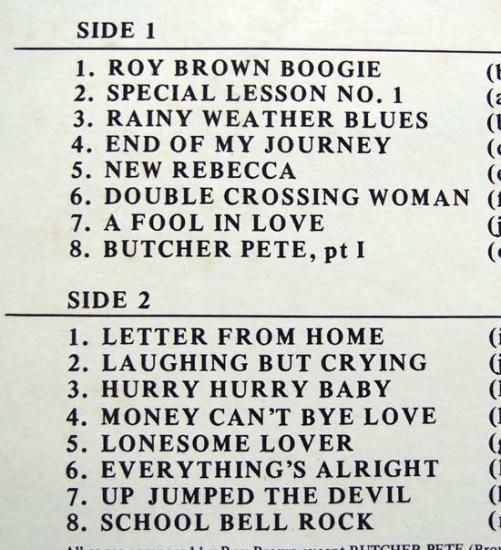 SIDE 1
1. ROY BROWN BOOGIE
2. SPECIAL LESSON NO. 1
3. RAINY WEATHER BLUES
4. END OF MY JOURNEY
5. NEW REBECCA
6. DOUBLE CROSSING WOMAN
7. A FOOL IN LOVE
8. BUTCHER PETE, pt I
SIDE 2
1. LETTER FROM HOME
2. LAUGHING BUT CRYING
3. HURRY HURRY BABY
4. MONEY CAN'T BYE LOVE
5. LONESOME LOVER
6. EVERYTHING'S ALRIGHT
7. UP JUMPED THE DEVIL
8. SCHOOL BELL ROCK